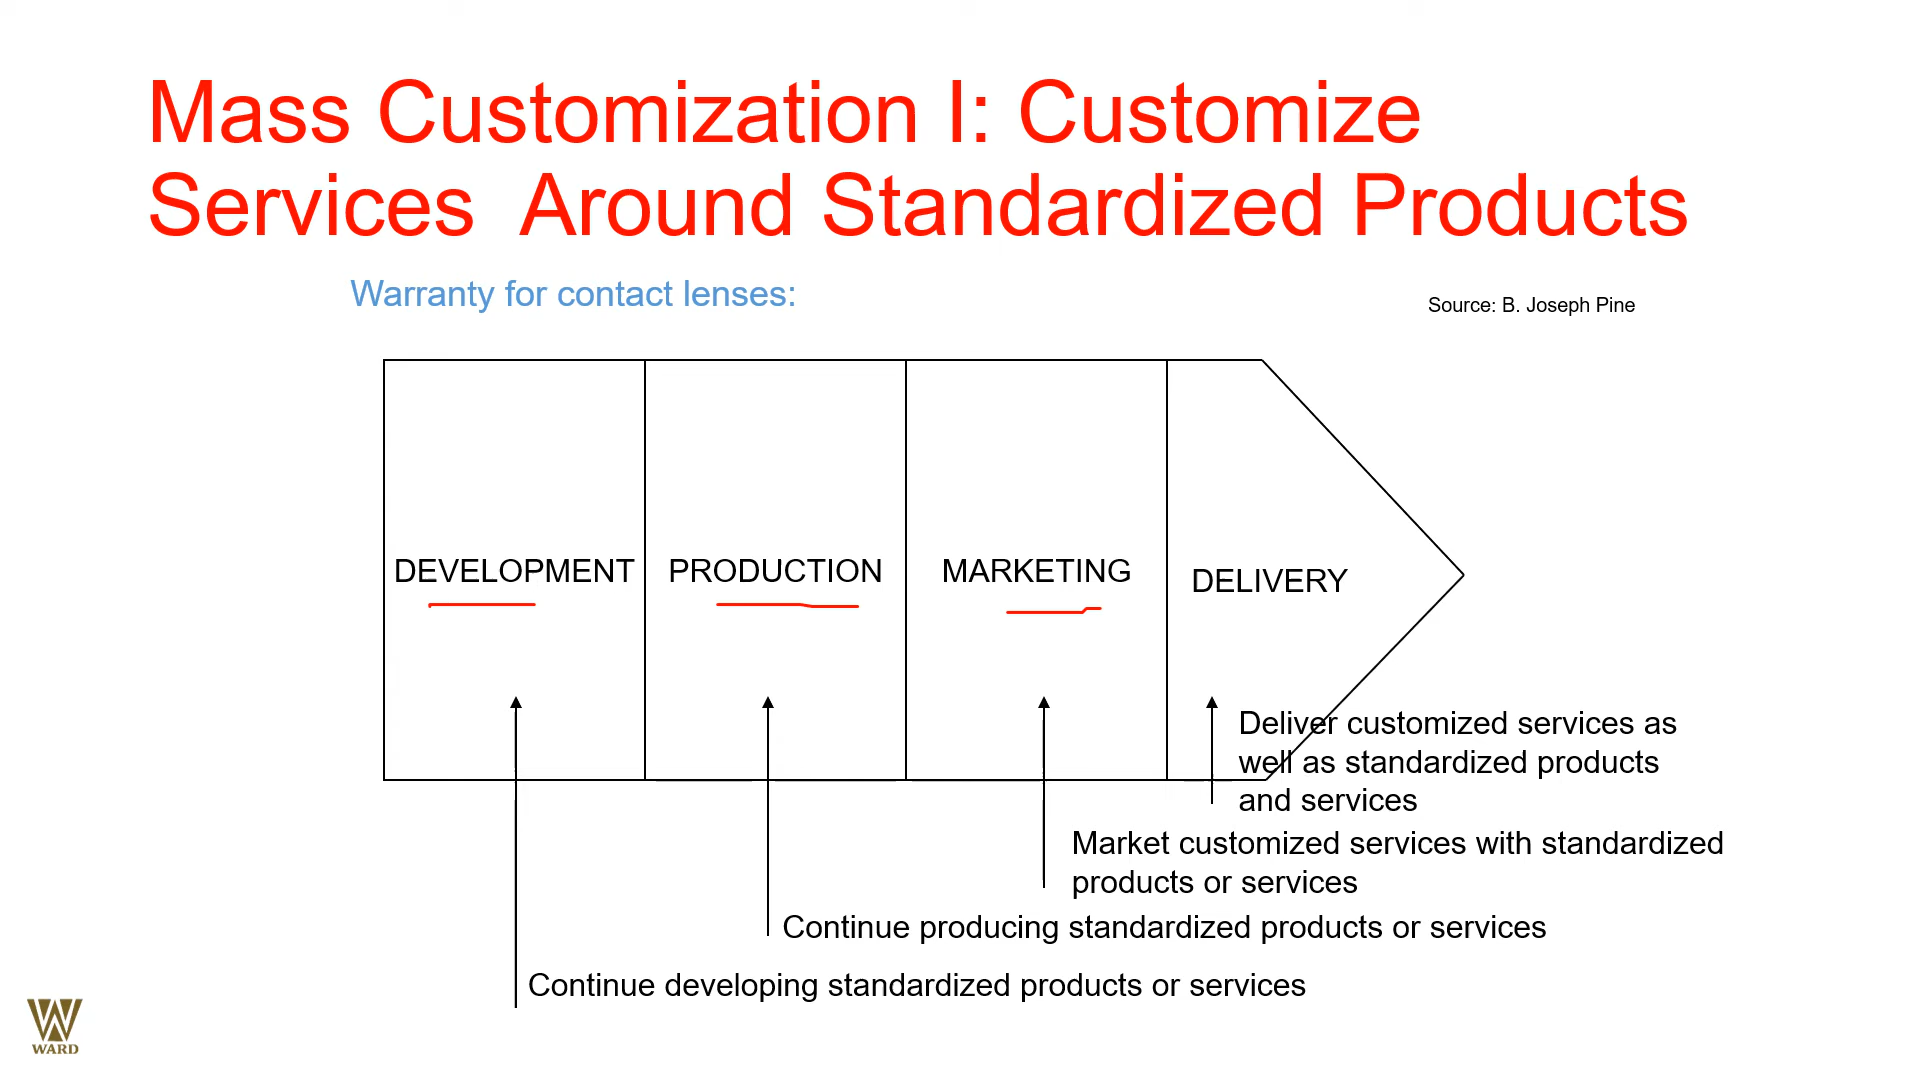 Mass Customization I: Customize
Services Around Standardized Products
Warranty for contact lenses:
Source: B. Joseph Pine
DEVELOPMENT
PRODUCTION
MARKETING
DELIVERY
Deliver customized services as
well as standardized products
and services
Market customized services with standardized
products or services
Continue producing standardized products or services
Continue developing standardized products or services
WARD